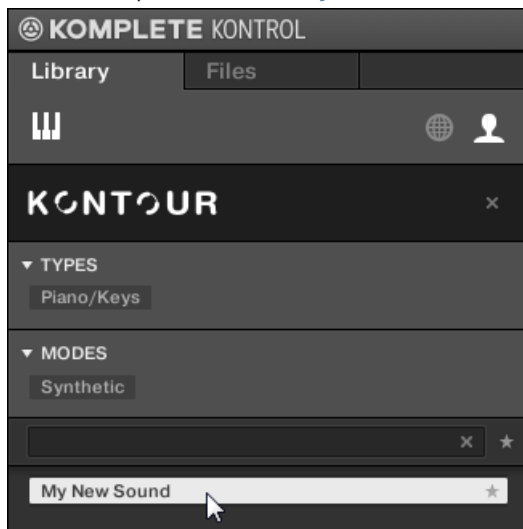 KOMPLETE KONTROL
Library Files
KONTOUR
TYPES
Piano/Keys
MODES
Synthetic
My New Sound